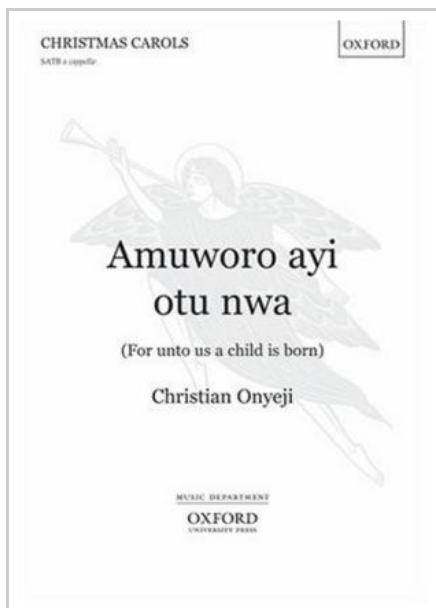 CHRISTMAS CAROLS
OXFORD
SATB a cappella
Amuworo ayi
otu nwa
(For unto us a child is born)
Christian Onyeji
MUSIC DEPARTMENT
OXFORD
UNIVERSITY PRESS